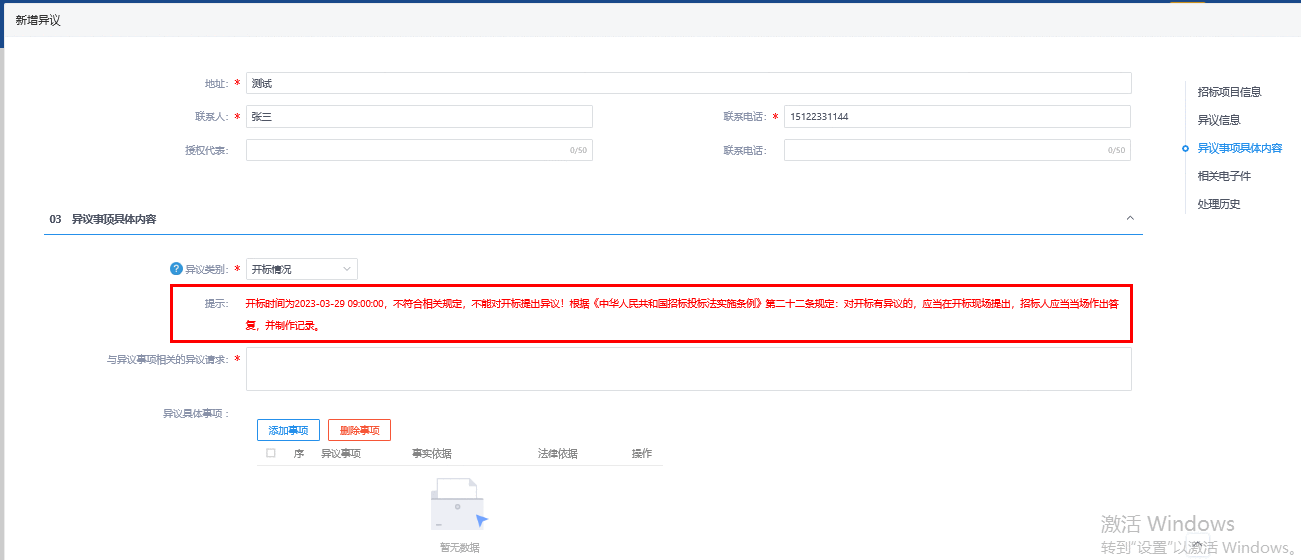 新增异议
地址: * 测试
联系人: * 张三 联系电话: * 15122331144
授权代表: 0/50 联系电话: 0/50
招标项目信息
异议信息
异议事项具体内容
相关电子件
处理历史
03 异议事项具体内容
? 异议类别: * 开标情况
提示: 开标时间为2023-03-29 09:00:00，不符合相关规定，不能对开标提出异议！根据《中华人民共和国招标投标法实施条例》第二十二条规定：对开标有异议的，应当在开标现场提出，招标人应当当场作出答
复，并制作记录。
与异议事项相关的异议请求: *
异议具体事项：
添加事项 删除事项
序 异议事项 事实依据 法律依据 操作
暂无数据
激活 Windows
转到"设置"以激活 Windows。